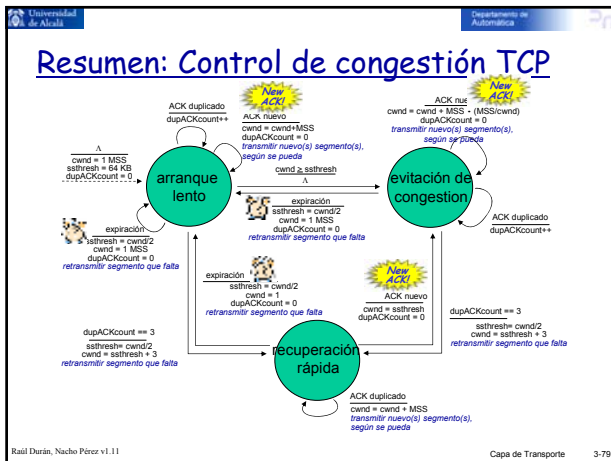 Universidad
de Alcalá
Departamento de
Automática
Resumen: Control de congestión TCP
New
ACK!
New
ACK!
ACK duplicado
dupACKcount++
ACK nuevo
cwnd = cwnd+MSS
dupACKcount = 0
transmitir nuevo(s) segmento(s),
según se pueda
cwnd = cwnd + MSS • (MSS/cwnd)
dupACKcount = 0
transmitir nuevo(s) segmento(s),
según se pueda
Λ
cwnd = 1 MSS
ssthresh = 64 KB
dupACKcount = 0
arranque
lento
cwnd ≥ ssthresh
Λ
evitación de
congestion
expiración
ssthresh = cwnd/2
cwnd = 1 MSS
dupACKcount = 0
retransmitir segmento que falta
ACK duplicado
dupACKcount++
expiración
ssthresh = cwnd/2
cwnd = 1 MSS
dupACKcount = 0
retransmitir segmento que falta
expiración
ssthresh = cwnd/2
cwnd = 1
dupACKcount = 0
retransmitir segmento que falta
New
ACK!
ACK nuevo
cwnd = ssthresh
dupACKcount = 0
dupACKcount == 3
ssthresh= cwnd/2
cwnd = ssthresh + 3
retransmitir segmento que falta
dupACKcount == 3
ssthresh= cwnd/2
cwnd = ssthresh + 3
retransmitir segmento que falta
recuperación
rápida
ACK duplicado
cwnd = cwnd + MSS
transmitir nuevo(s) segmento(s),
según se pueda
Raúl Durán, Nacho Pérez v1.11
Capa de Transporte 3-79